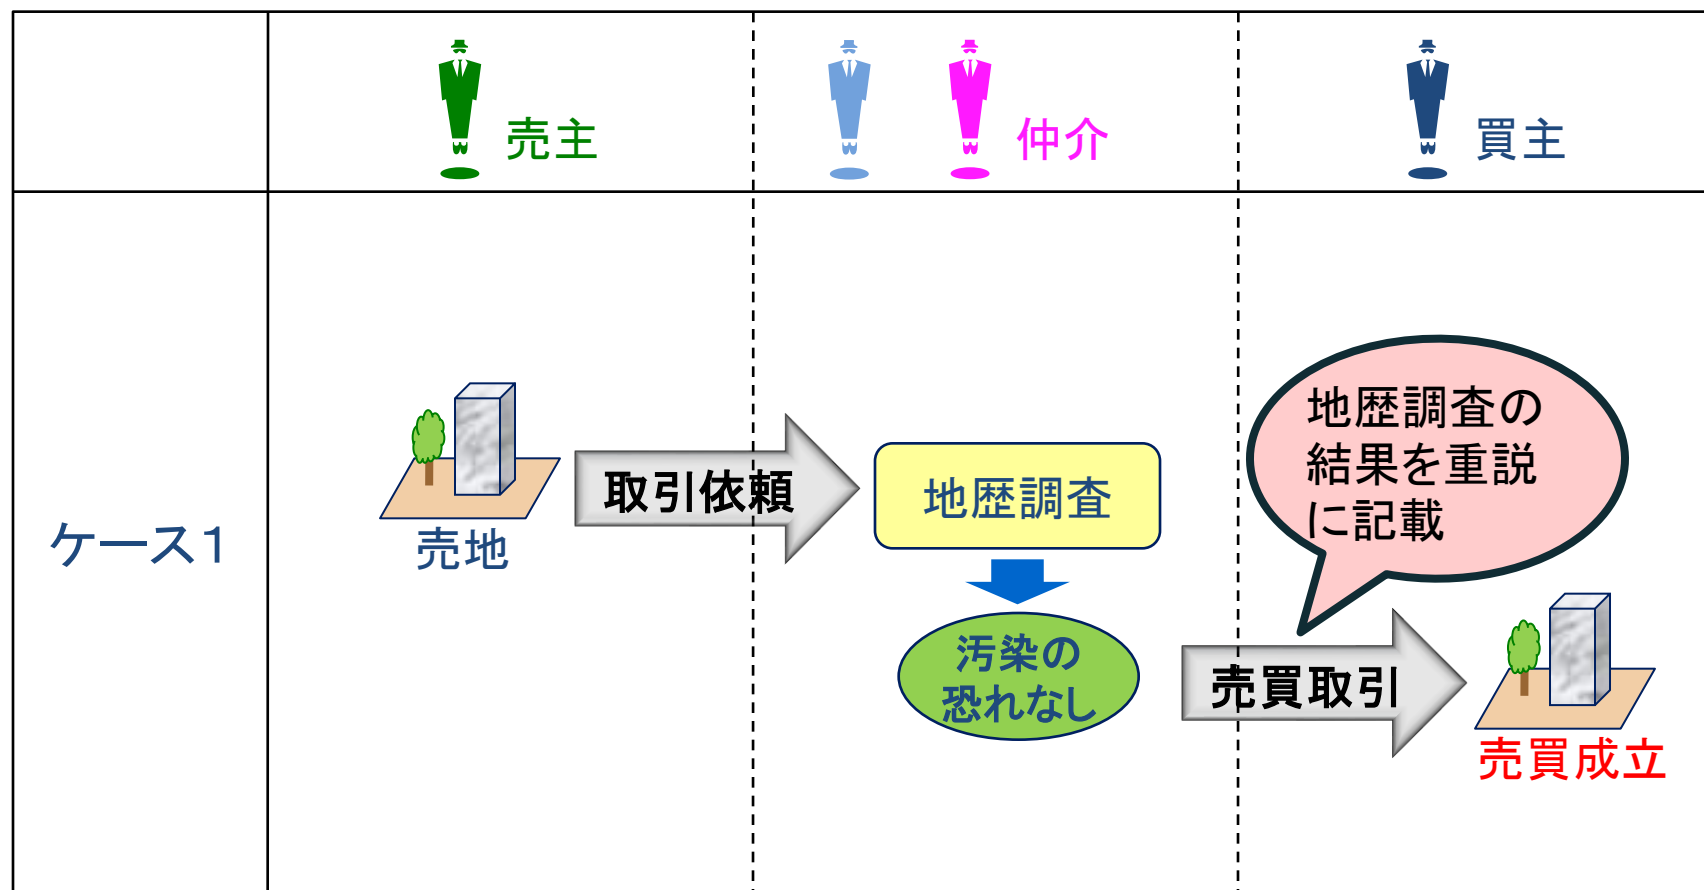 売主
仲介
買主
ケース1
売地
取引依頼
地歴調査
汚染の
恐れなし
地歴調査の
結果を重説
に記載
売買取引
売買成立